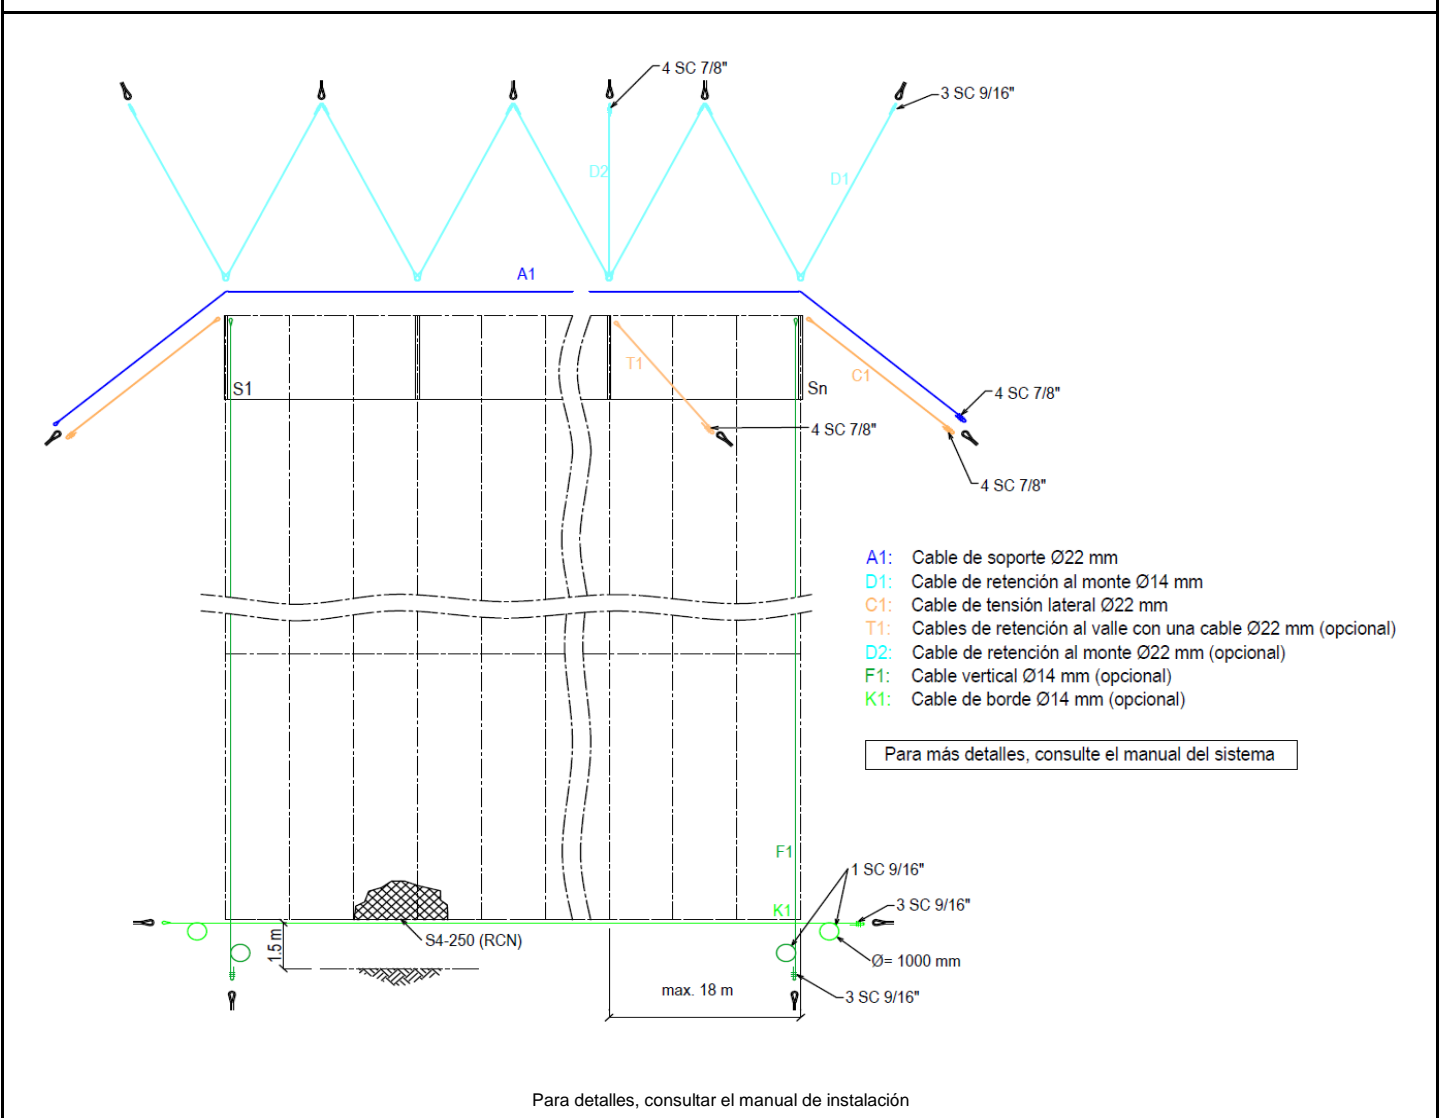 4 SC 7/8"
3 SC 9/16"
D2
D1
A1
T1
C1
S1
Sn
4 SC 7/8"
4 SC 7/8"
4 SC 7/8"
A1: Cable de soporte Ø22 mm
D1: Cable de retención al monte Ø14 mm
C1: Cable de tensión lateral Ø22 mm
T1: Cables de retención al valle con una cable Ø22 mm (opcional)
D2: Cable de retención al monte Ø22 mm (opcional)
F1: Cable vertical Ø14 mm (opcional)
K1: Cable de borde Ø14 mm (opcional)
Para más detalles, consulte el manual del sistema
F1
1 SC 9/16"
K1
3 SC 9/16"
S4-250 (RCN)
1.5 m
Ø= 1000 mm
max. 18 m
3 SC 9/16"
Para detalles, consultar el manual de instalación